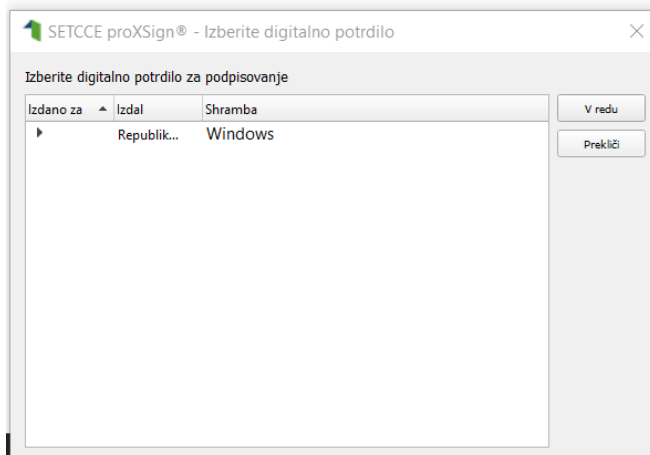 SETCCE proXSign® - Izberite digitalno potrdilo
Izberite digitalno potrdilo za podpisovanje
Izdano za Izdal Shramba
Republik... Windows
V redu
Prekliči